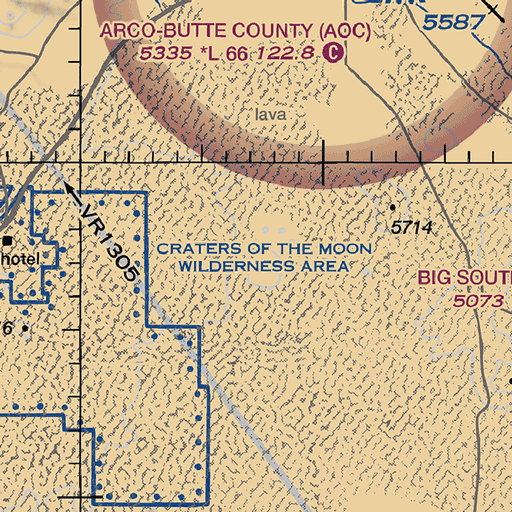 5587
ARCO-BUTTE COUNTY (AOC)
5335 *L 66 122.8 C
lava
5714
VR1305
CRATERS OF THE MOON
WILDERNESS AREA
hotel
BIG SOUTH
5073
6